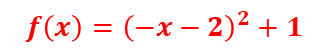 f(x) = (−x − 2)² + 1